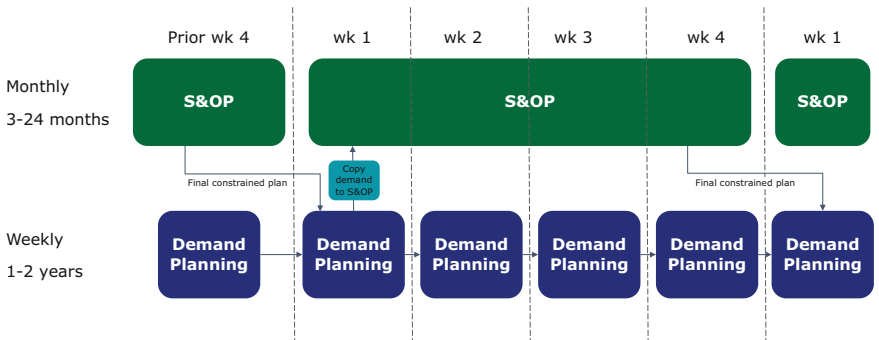 Prior wk 4
wk 1
wk 2
wk 3
wk 4
wk 1
Monthly
3-24 months
S&OP
S&OP
S&OP
Copy
demand
to S&OP
Final constrained plan
Final constrained plan
Weekly
1-2 years
Demand
Planning
Demand
Planning
Demand
Planning
Demand
Planning
Demand
Planning
Demand
Planning